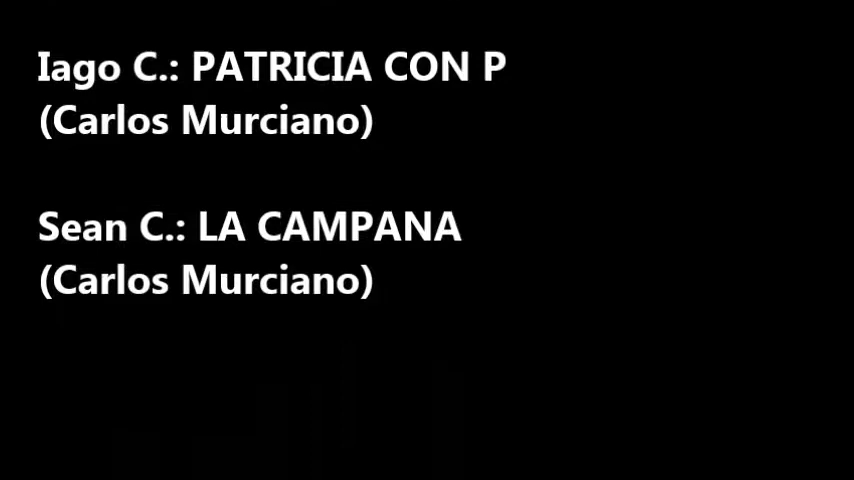 Iago C.: PATRICIA CON P
(Carlos Murciano)
Sean C.: LA CAMPANA
(Carlos Murciano)